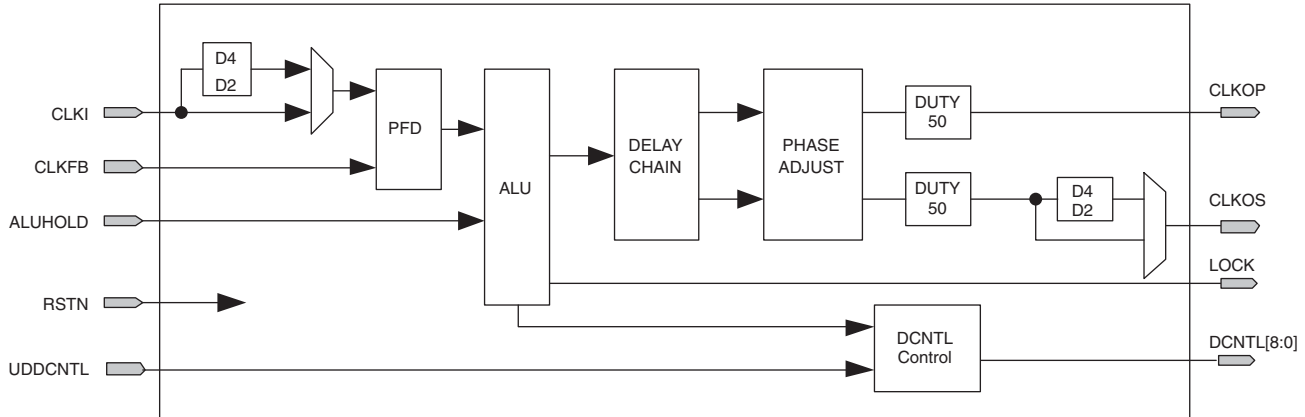 D4
D2
CLKI
CLKFB
ALUHOLD
RSTN
UDDCNTL
PFD
ALU
DELAY
CHAIN
PHASE
ADJUST
DUTY
50
DUTY
50
D4
D2
DCNTL
Control
CLKOP
CLKOS
LOCK
DCNTL[8:0]